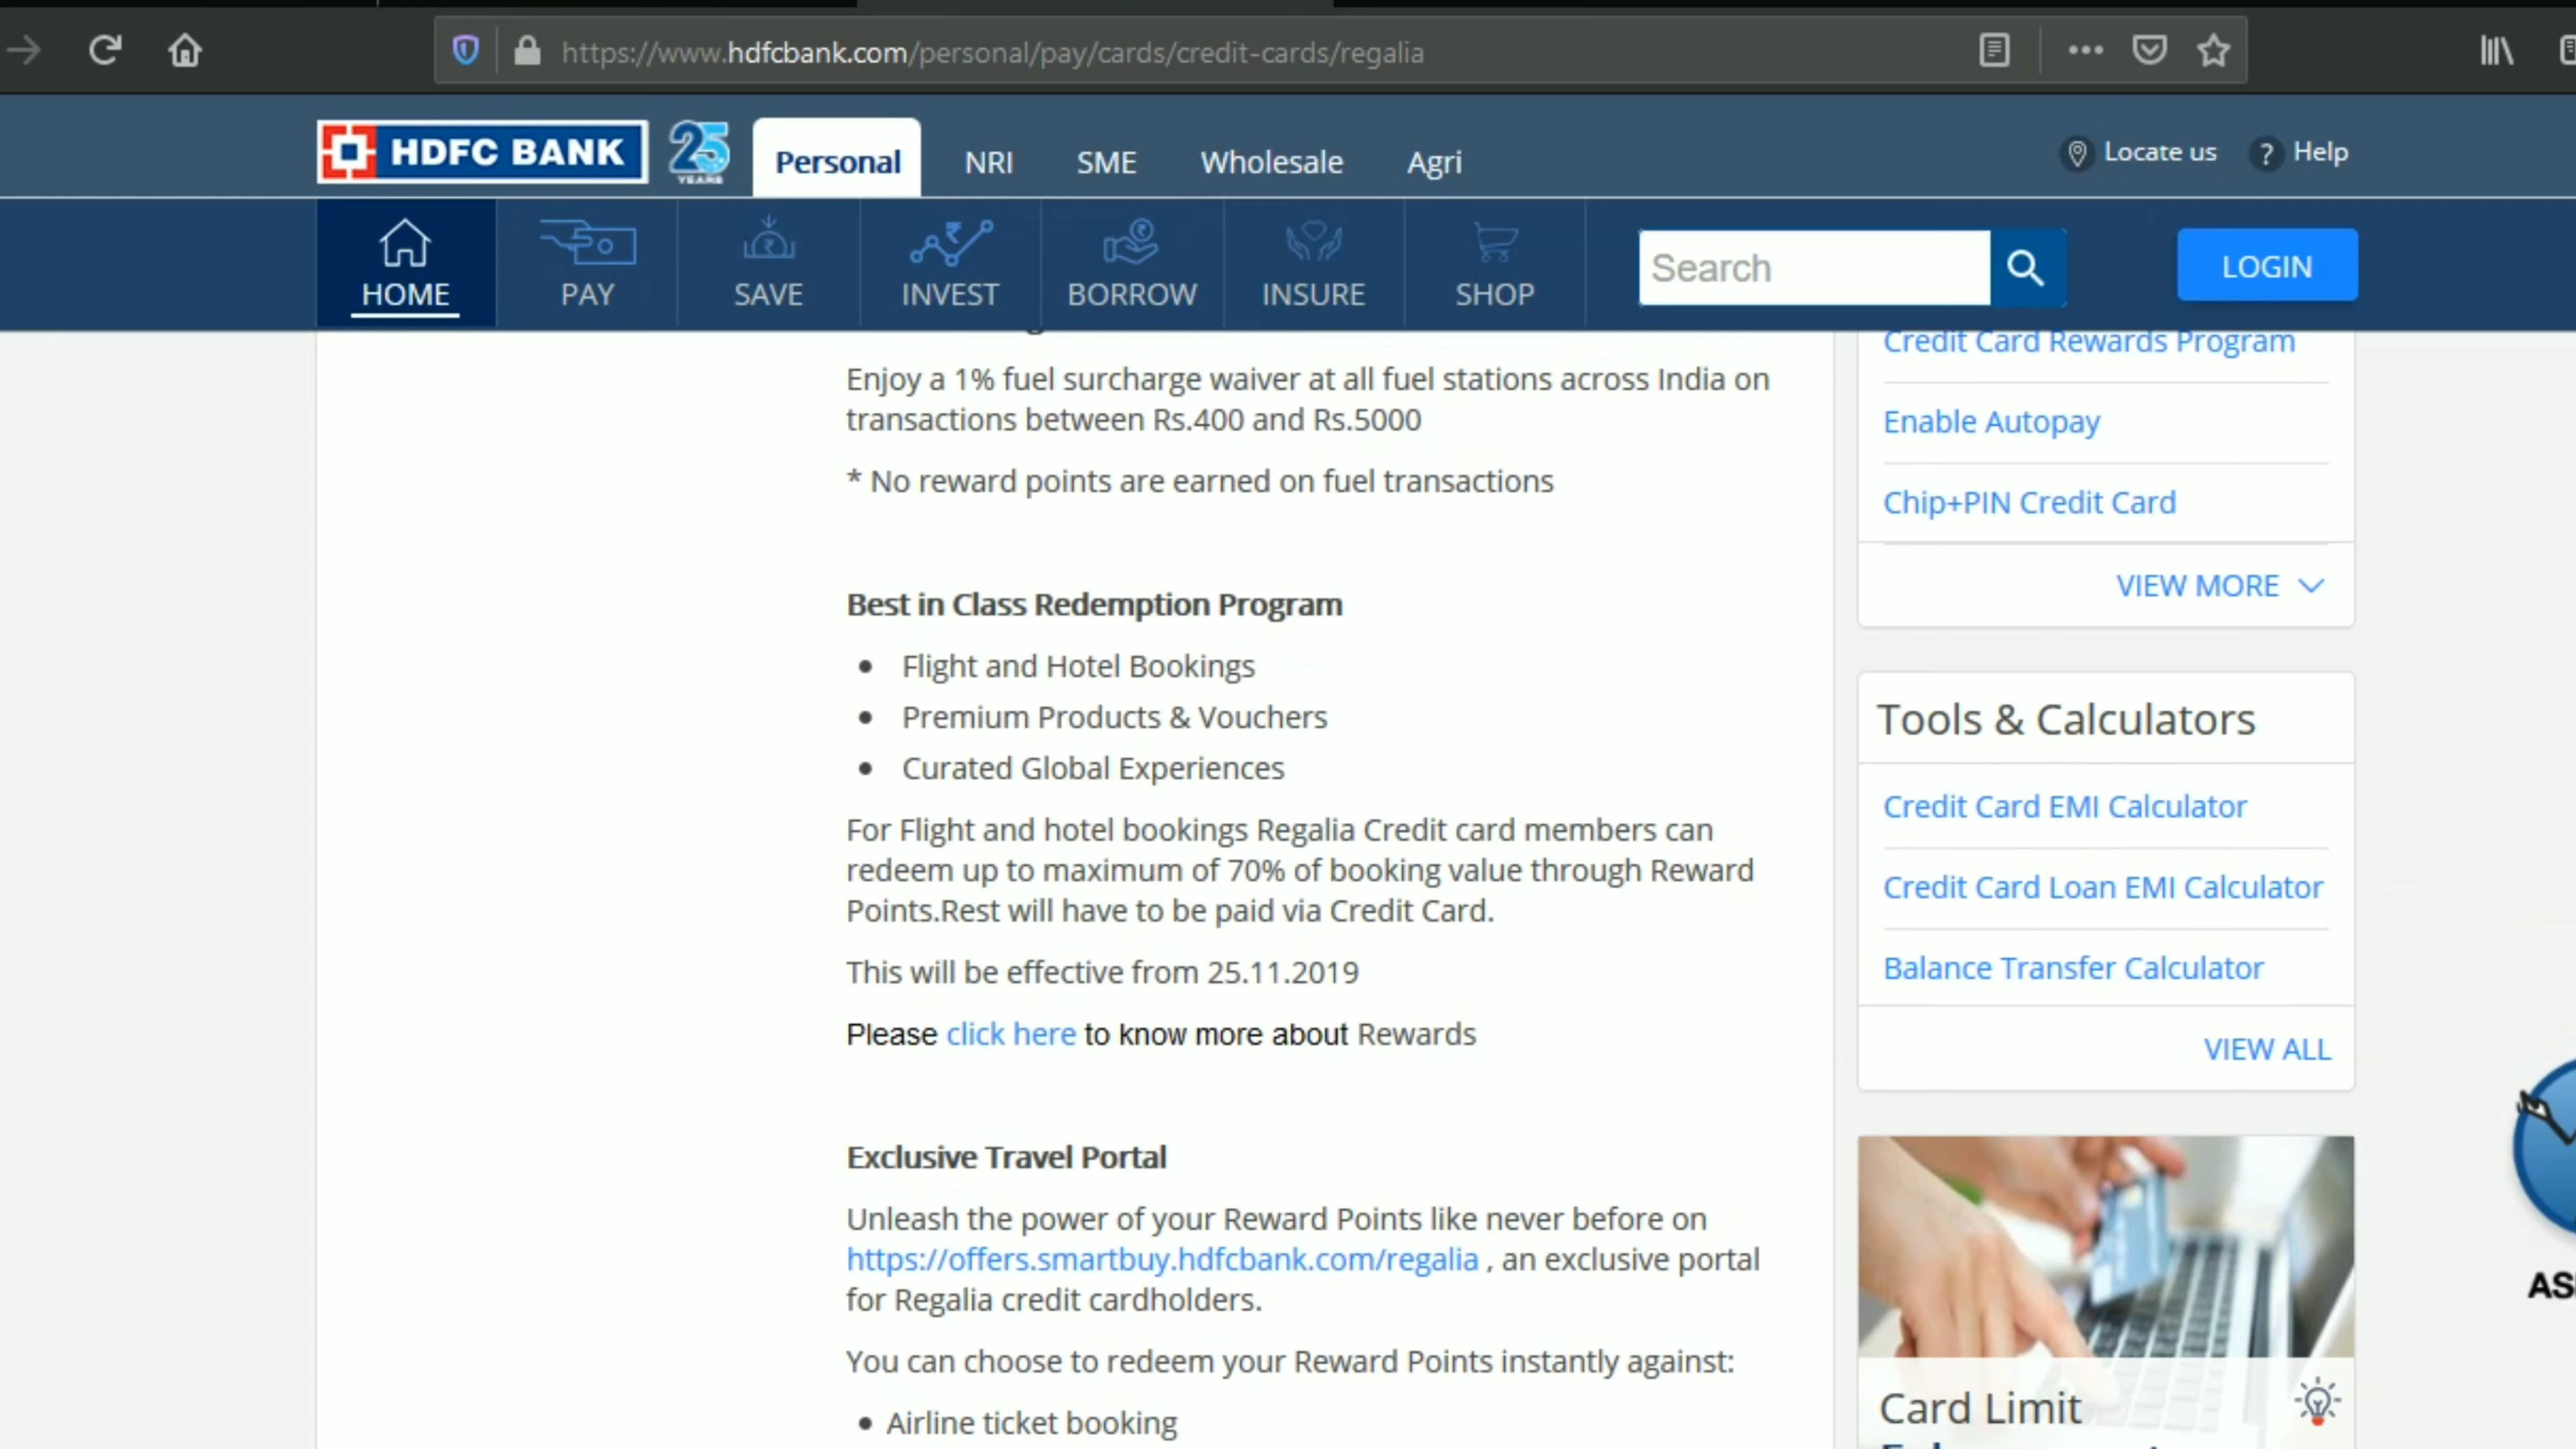 https://www.hdfcbank.com/personal/pay/cards/credit-cards/regalia
HDFC BANK
25
YEARS
Personal
NRI
SME
Wholesale
Agri
Locate us
? Help
HOME
PAY
SAVE
INVEST
BORROW
INSURE
SHOP
Search
LOGIN
Enjoy a 1% fuel surcharge waiver at all fuel stations across India on
transactions between Rs.400 and Rs.5000
* No reward points are earned on fuel transactions
Best in Class Redemption Program
• Flight and Hotel Bookings
• Premium Products & Vouchers
• Curated Global Experiences
For Flight and hotel bookings Regalia Credit card members can
redeem up to maximum of 70% of booking value through Reward
Points.Rest will have to be paid via Credit Card.
This will be effective from 25.11.2019
Please click here to know more about Rewards
Exclusive Travel Portal
Unleash the power of your Reward Points like never before on
https://offers.smartbuy.hdfcbank.com/regalia , an exclusive portal
for Regalia credit cardholders.
You can choose to redeem your Reward Points instantly against:
• Airline ticket booking
Credit Card Rewards Program
Enable Autopay
Chip+PIN Credit Card
VIEW MORE
Tools & Calculators
Credit Card EMI Calculator
Credit Card Loan EMI Calculator
Balance Transfer Calculator
VIEW ALL
Card Limit